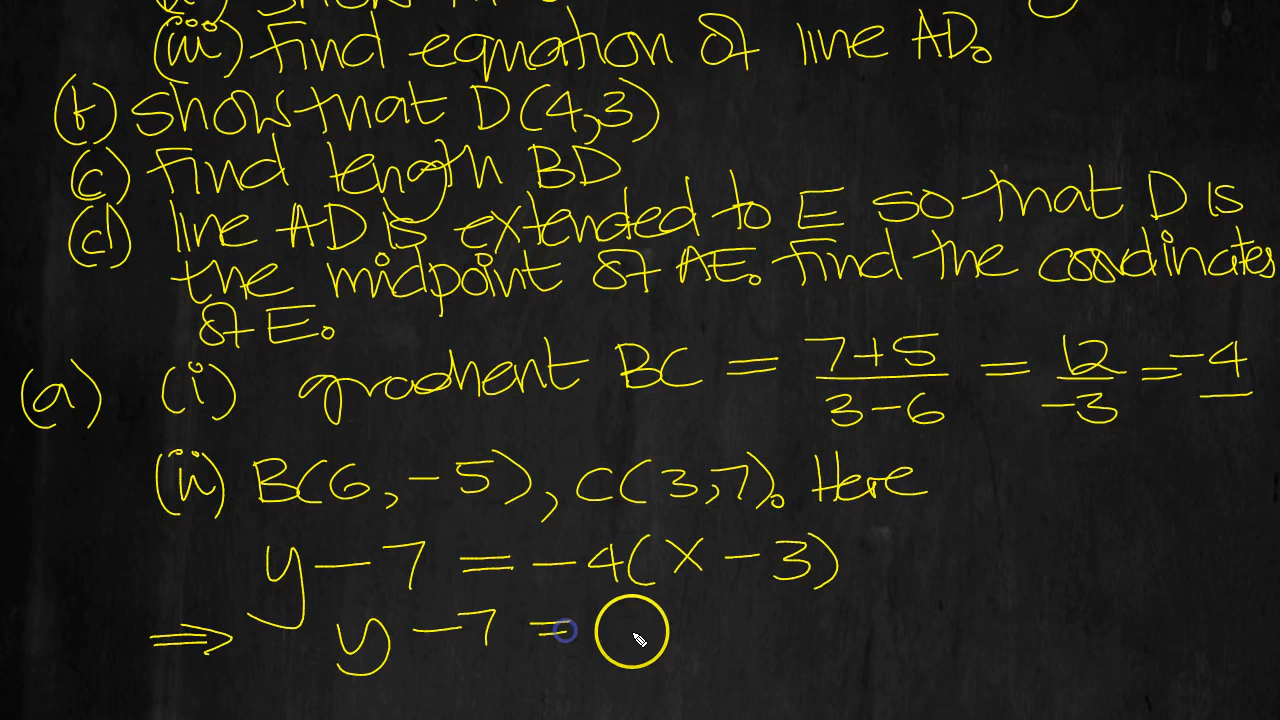 (iii) Find equation of line AD.
(b) Show that D(4,3)
(c) Find length BD
(d) line AD is extended to E so that D is
the midpoint of AE. Find the coordinates
of E.
(a) (i) gradient BC = 7+5/3-6 = 12/-3 = -4
(ii) B(6,-5), C(3,7). Here
y-7 = -4(x-3)
⇒ y-7 =